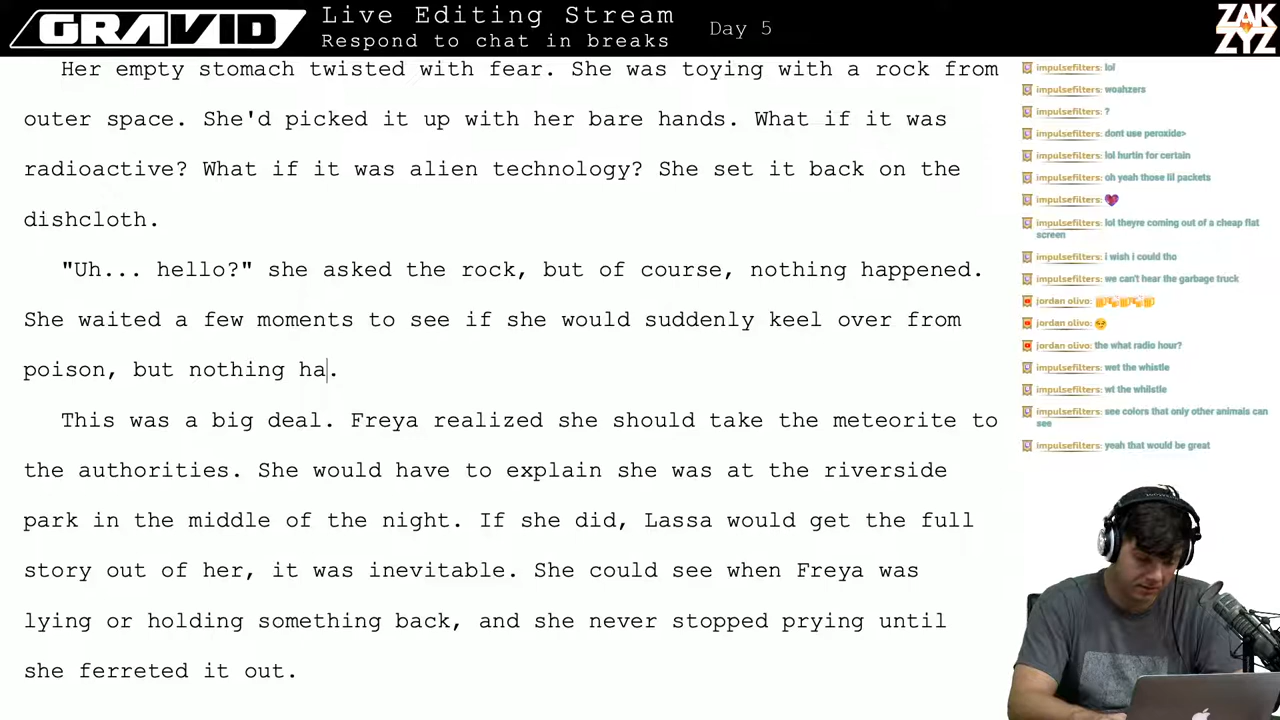 GRAVID
Live Editing Stream
Respond to chat in breaks
Day 5
ZAK
ZYZ
Her empty stomach twisted with fear. She was toying with a rock from
outer space. She'd picked it up with her bare hands. What if it was
radioactive? What if it was alien technology? She set it back on the
dishcloth.
"Uh... hello?" she asked the rock, but of course, nothing happened.
She waited a few moments to see if she would suddenly keel over from
poison, but nothing ha.
This was a big deal. Freya realized she should take the meteorite to
the authorities. She would have to explain she was at the riverside
park in the middle of the night. If she did, Lassa would get the full
story out of her, it was inevitable. She could see when Freya was
lying or holding something back, and she never stopped prying until
she ferreted it out.
impulsefilters: lol
impulsefilters: woahzers
impulsefilters: ?
impulsefilters: dont use peroxide>
impulsefilters: lol hurtin for certain
impulsefilters: oh yeah those lil packets
impulsefilters: 💜
impulsefilters: lol theyre coming out of a cheap flat
screen
impulsefilters: i wish i could tho
impulsefilters: we can't hear the garbage truck
jordan olivo: 🍺🍻🍺🍻🍺
jordan olivo: 😏
jordan olivo: the what radio hour?
impulsefilters: wet the whistle
impulsefilters: wt the whilstle
impulsefilters: see colors that only other animals can
see
impulsefilters: yeah that would be great